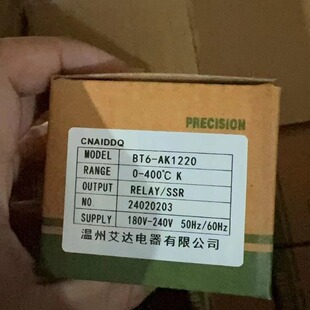 PRECISION
CNAIDDQ
MODEL BT6-AK1220
RANGE 0-400℃ K
OUTPUT RELAY/SSR
NO. 24020203
SUPPLY 180V-240V 50Hz/60Hz
温州艾达电器有限公司